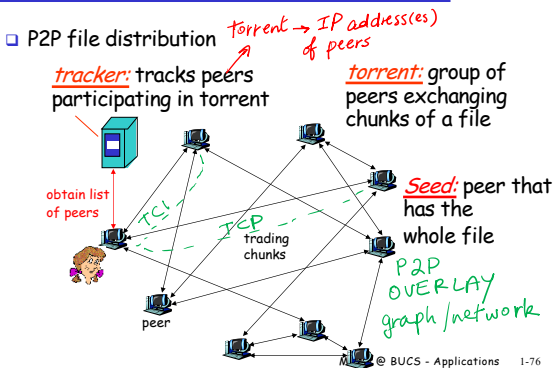 P2P file distribution
torrent → IP address(es)
of peers
tracker: tracks peers
participating in torrent
torrent: group of
peers exchanging
chunks of a file
obtain list
of peers
TCP
TCP
trading
chunks
Seed: peer that
has the
whole file
P2P
OVERLAY
graph/network
peer
@ BUCS - Applications 1-76